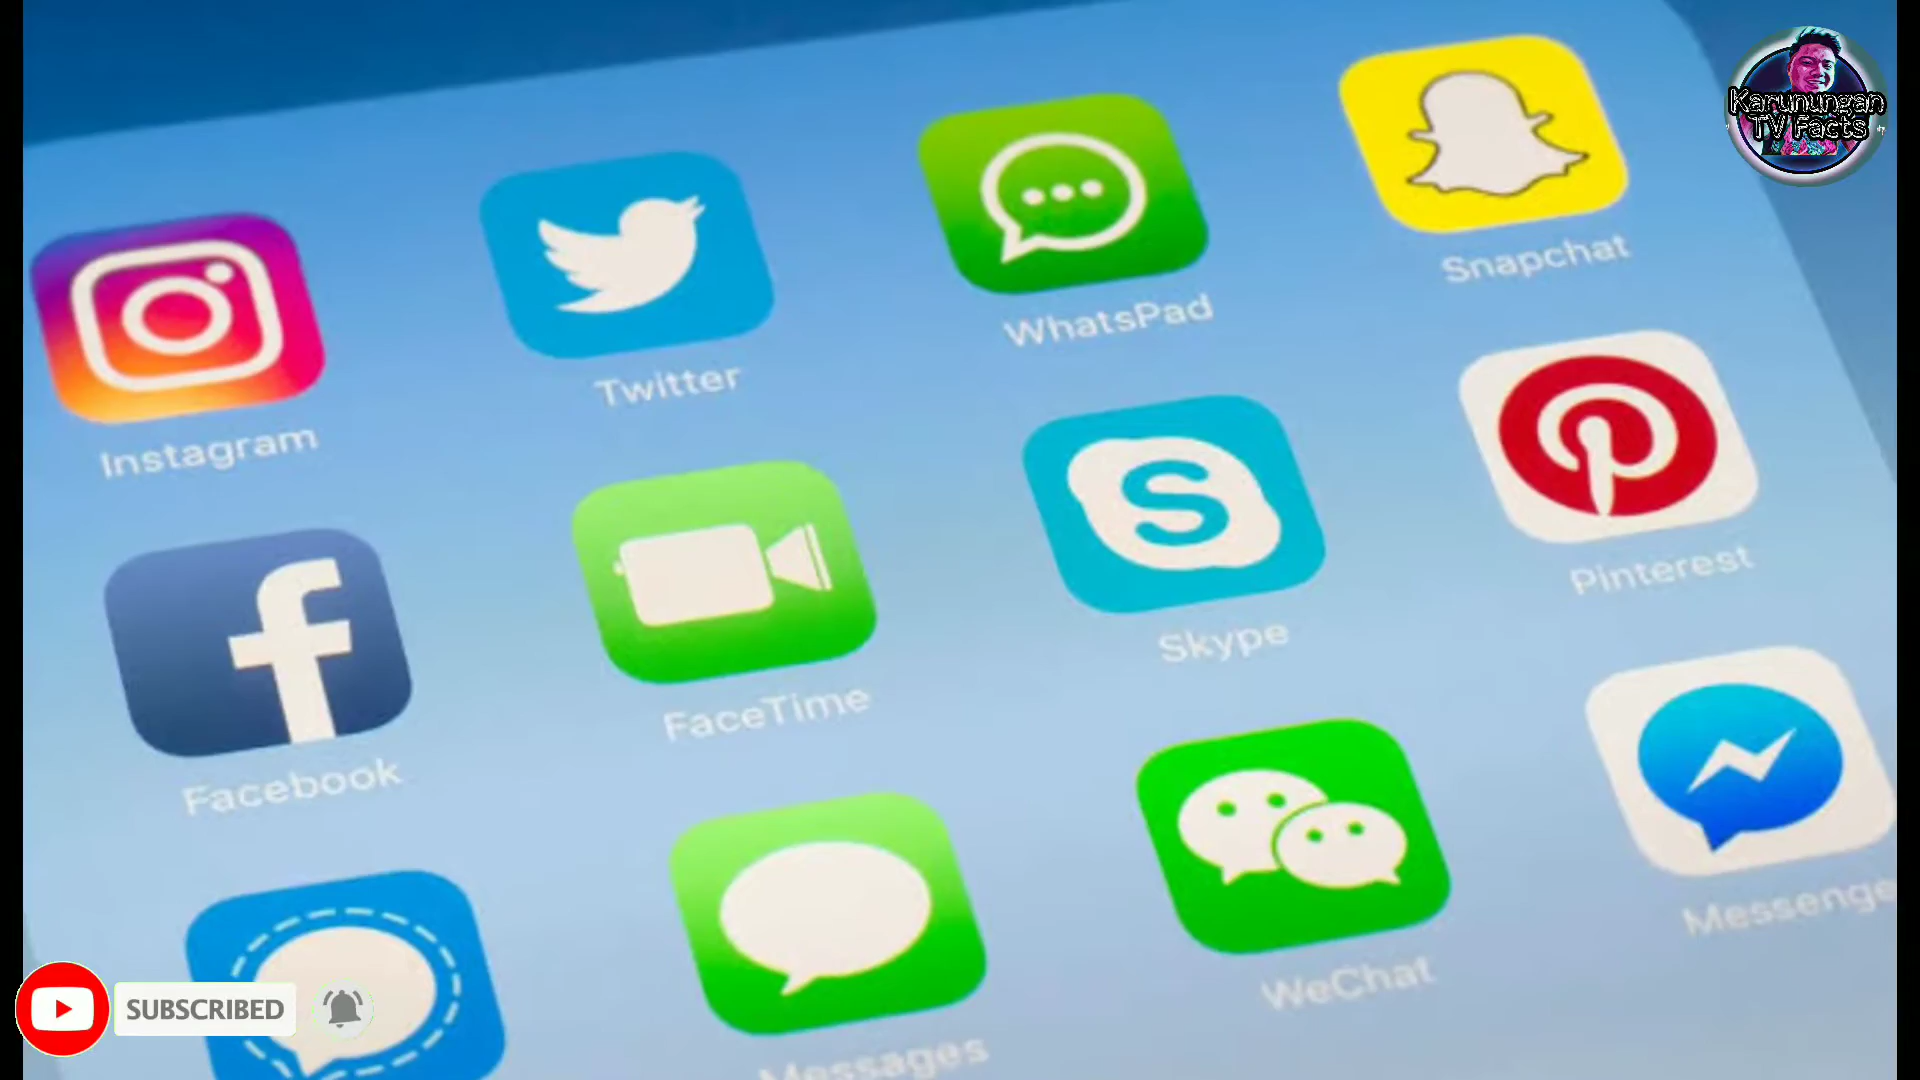 Karunungan
TV Facts
Snapchat
WhatsPad
Twitter
Instagram
Pinterest
Skype
FaceTime
Facebook
Messenge
WeChat
Messages
SUBSCRIBED